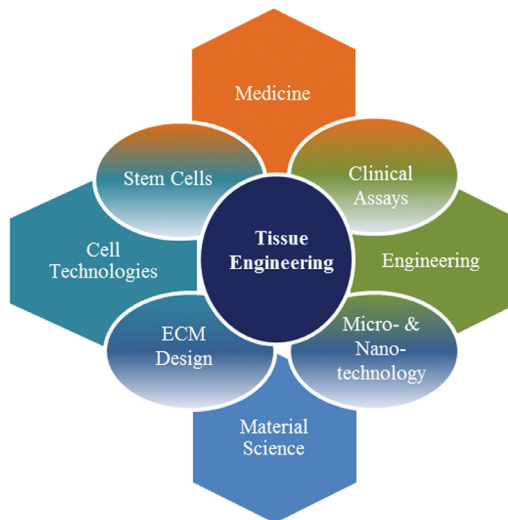 Medicine
Stem Cells
Clinical
Assays
Tissue
Engineering
Cell
Technologies
Engineering
ECM
Design
Micro- &
Nano-
technology
Material
Science